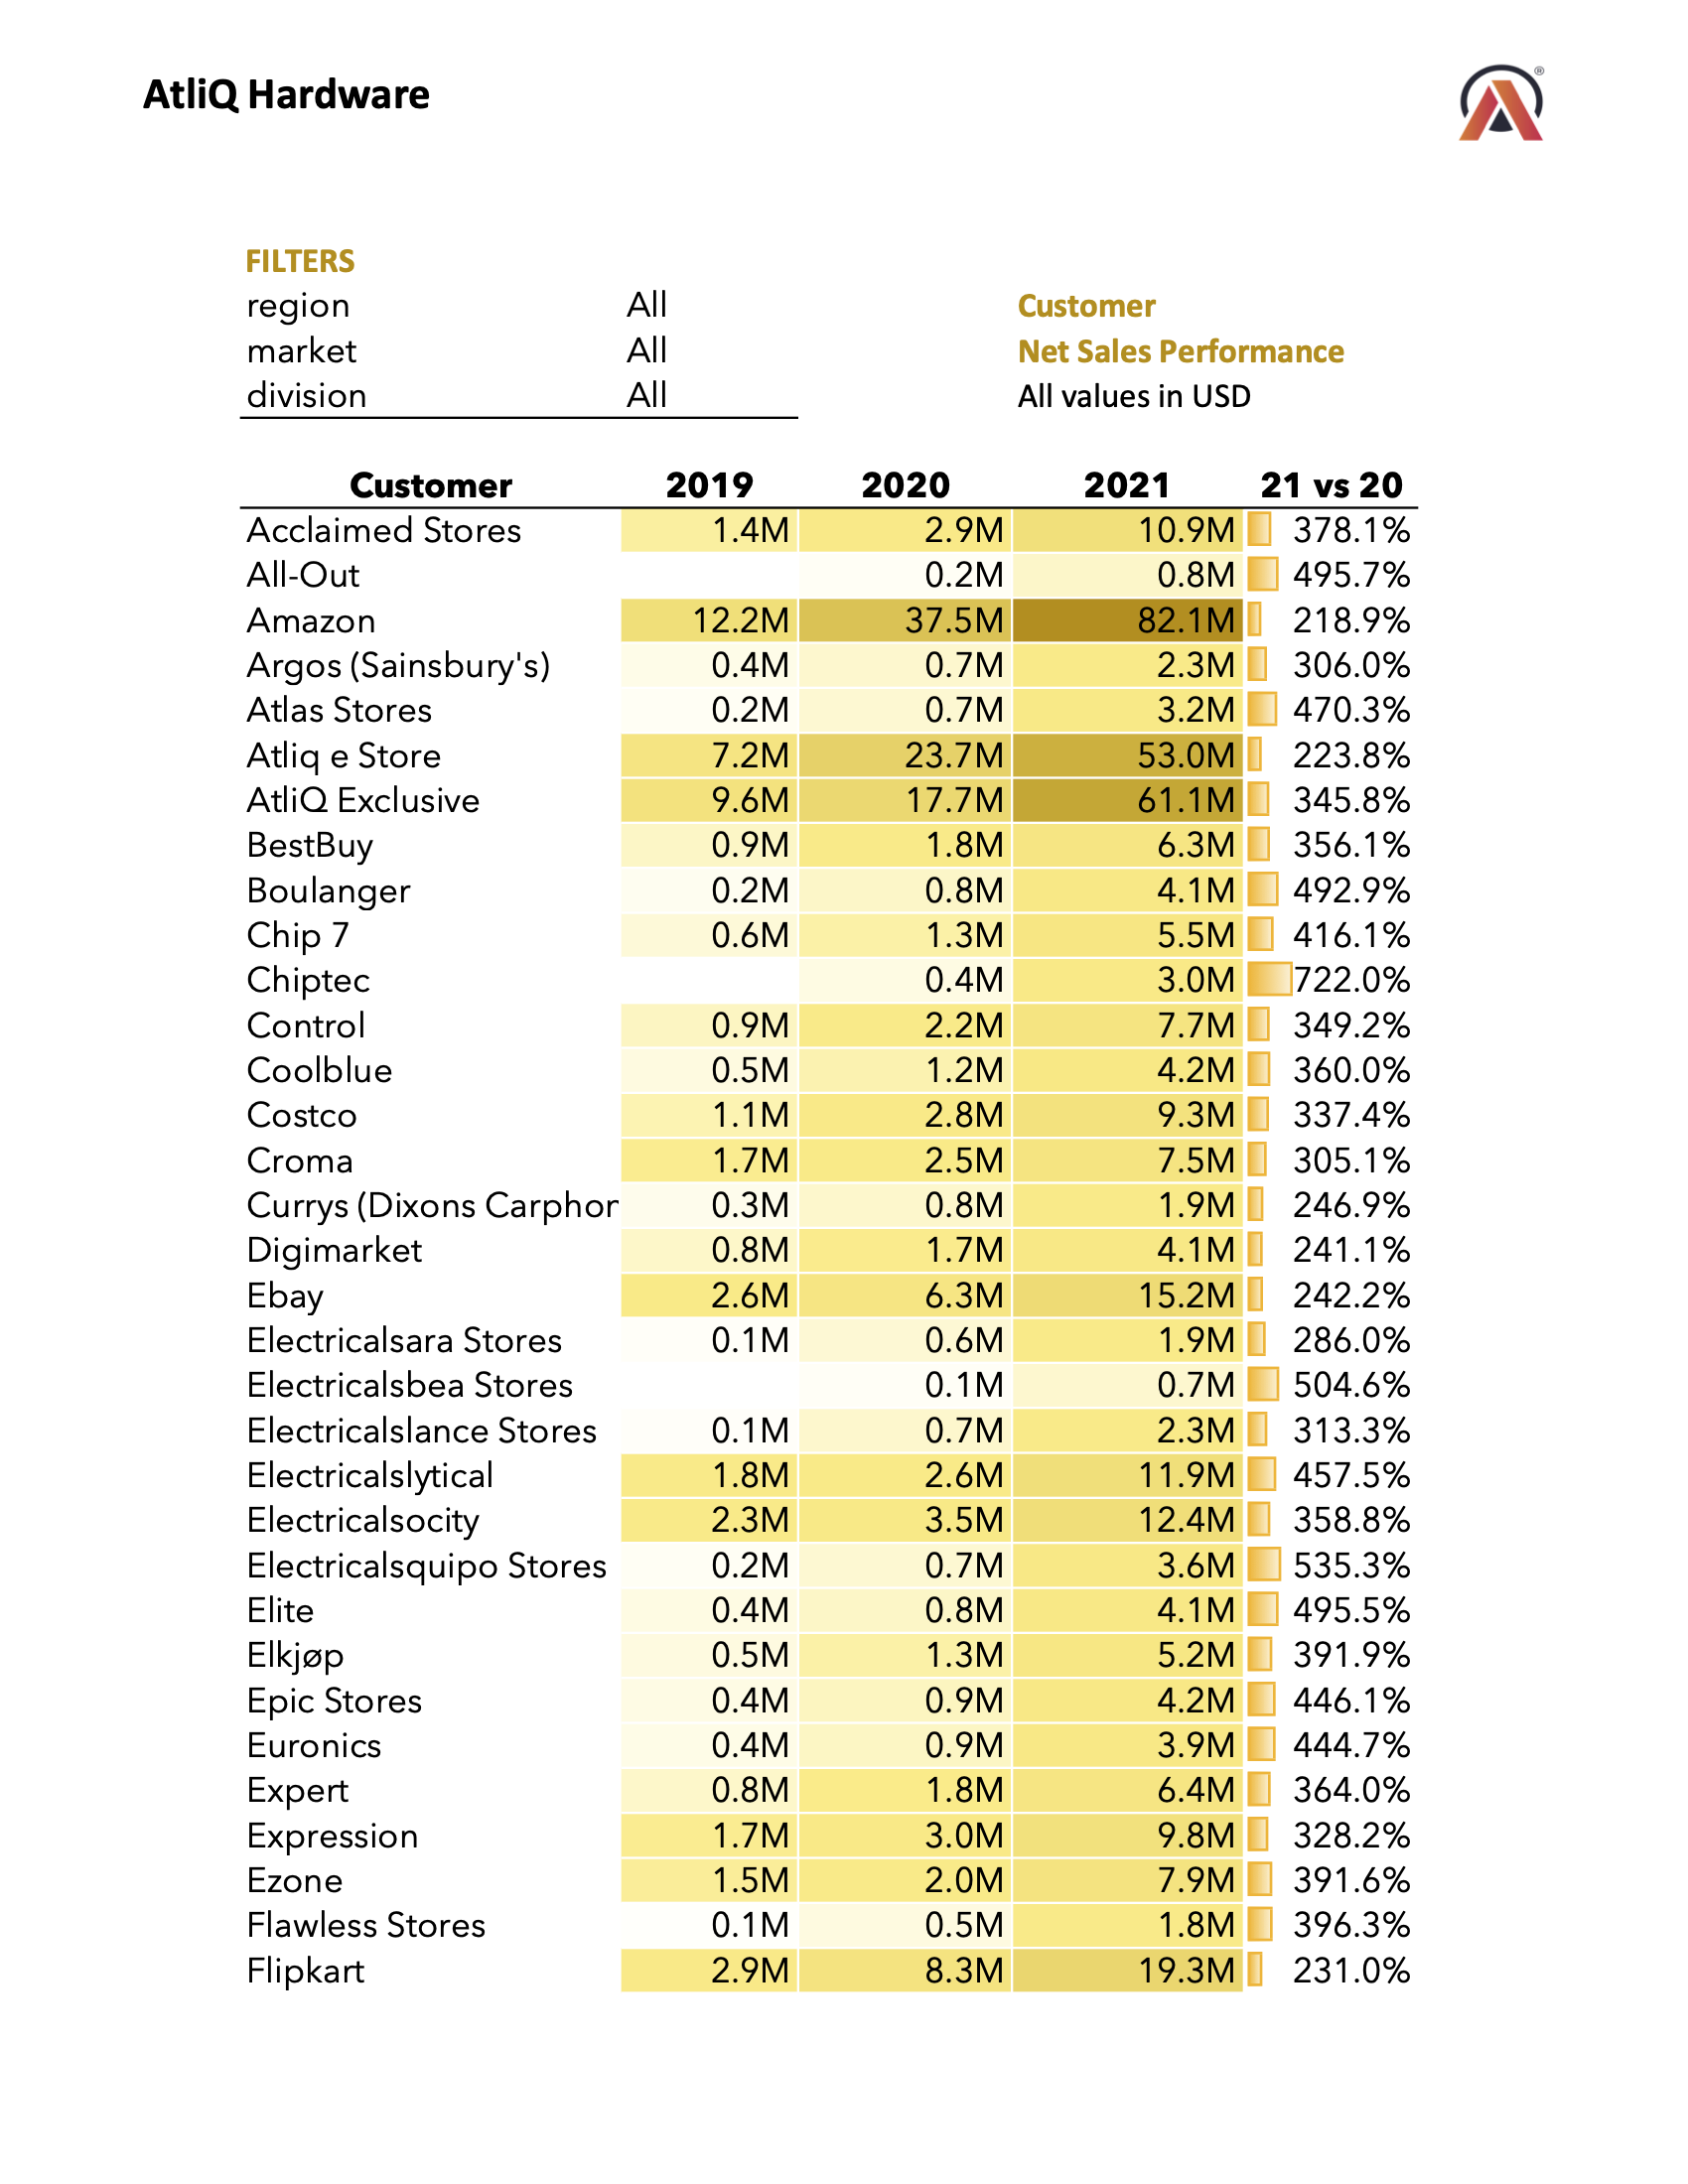 AtliQ Hardware
®
FILTERS
region All Customer
market All Net Sales Performance
division All All values in USD
Customer 2019 2020 2021 21 vs 20
Acclaimed Stores 1.4M 2.9M 10.9M 378.1%
All-Out 0.2M 0.8M 495.7%
Amazon 12.2M 37.5M 82.1M 218.9%
Argos (Sainsbury's) 0.4M 0.7M 2.3M 306.0%
Atlas Stores 0.2M 0.7M 3.2M 470.3%
Atliq e Store 7.2M 23.7M 53.0M 223.8%
AtliQ Exclusive 9.6M 17.7M 61.1M 345.8%
BestBuy 0.9M 1.8M 6.3M 356.1%
Boulanger 0.2M 0.8M 4.1M 492.9%
Chip 7 0.6M 1.3M 5.5M 416.1%
Chiptec 0.4M 3.0M 722.0%
Control 0.9M 2.2M 7.7M 349.2%
Coolblue 0.5M 1.2M 4.2M 360.0%
Costco 1.1M 2.8M 9.3M 337.4%
Croma 1.7M 2.5M 7.5M 305.1%
Currys (Dixons Carphon 0.3M 0.8M 1.9M 246.9%
Digimarket 0.8M 1.7M 4.1M 241.1%
Ebay 2.6M 6.3M 15.2M 242.2%
Electricalsara Stores 0.1M 0.6M 1.9M 286.0%
Electricalsbea Stores 0.1M 0.7M 504.6%
Electricalslance Stores 0.1M 0.7M 2.3M 313.3%
Electricalslytical 1.8M 2.6M 11.9M 457.5%
Electricalsocity 2.3M 3.5M 12.4M 358.8%
Electricalsquipo Stores 0.2M 0.7M 3.6M 535.3%
Elite 0.4M 0.8M 4.1M 495.5%
Elkjøp 0.5M 1.3M 5.2M 391.9%
Epic Stores 0.4M 0.9M 4.2M 446.1%
Euronics 0.4M 0.9M 3.9M 444.7%
Expert 0.8M 1.8M 6.4M 364.0%
Expression 1.7M 3.0M 9.8M 328.2%
Ezone 1.5M 2.0M 7.9M 391.6%
Flawless Stores 0.1M 0.5M 1.8M 396.3%
Flipkart 2.9M 8.3M 19.3M 231.0%